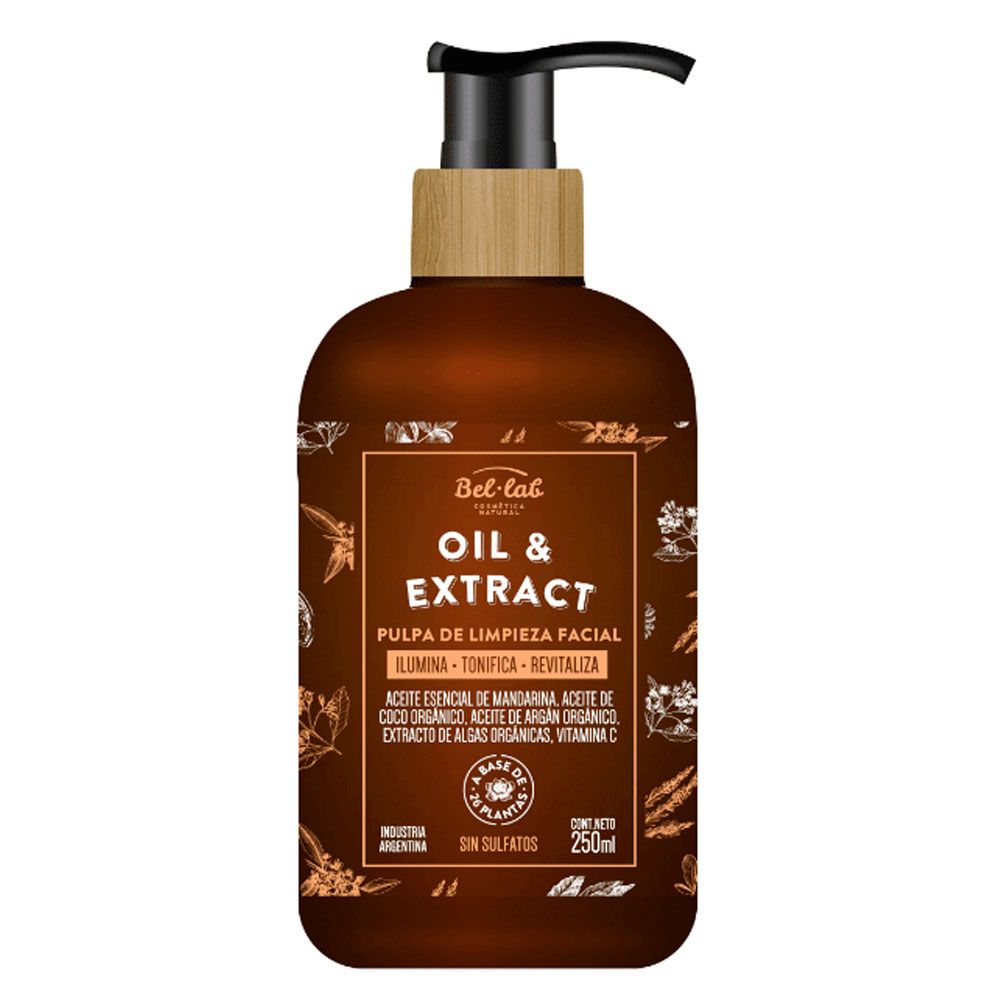 Bel·lab
COSMÉTICA
NATURAL
OIL &
EXTRACT
PULPA DE LIMPIEZA FACIAL
ILUMINA • TONIFICA • REVITALIZA
ACEITE ESENCIAL DE MANDARINA, ACEITE DE
COCO ORGÁNICO, ACEITE DE ARGÁN ORGÁNICO,
EXTRACTO DE ALGAS ORGÁNICAS, VITAMINA C
• A BASE DE •
26 PLANTAS
INDUSTRIA
ARGENTINA
SIN SULFATOS
CONT.NETO
250ml